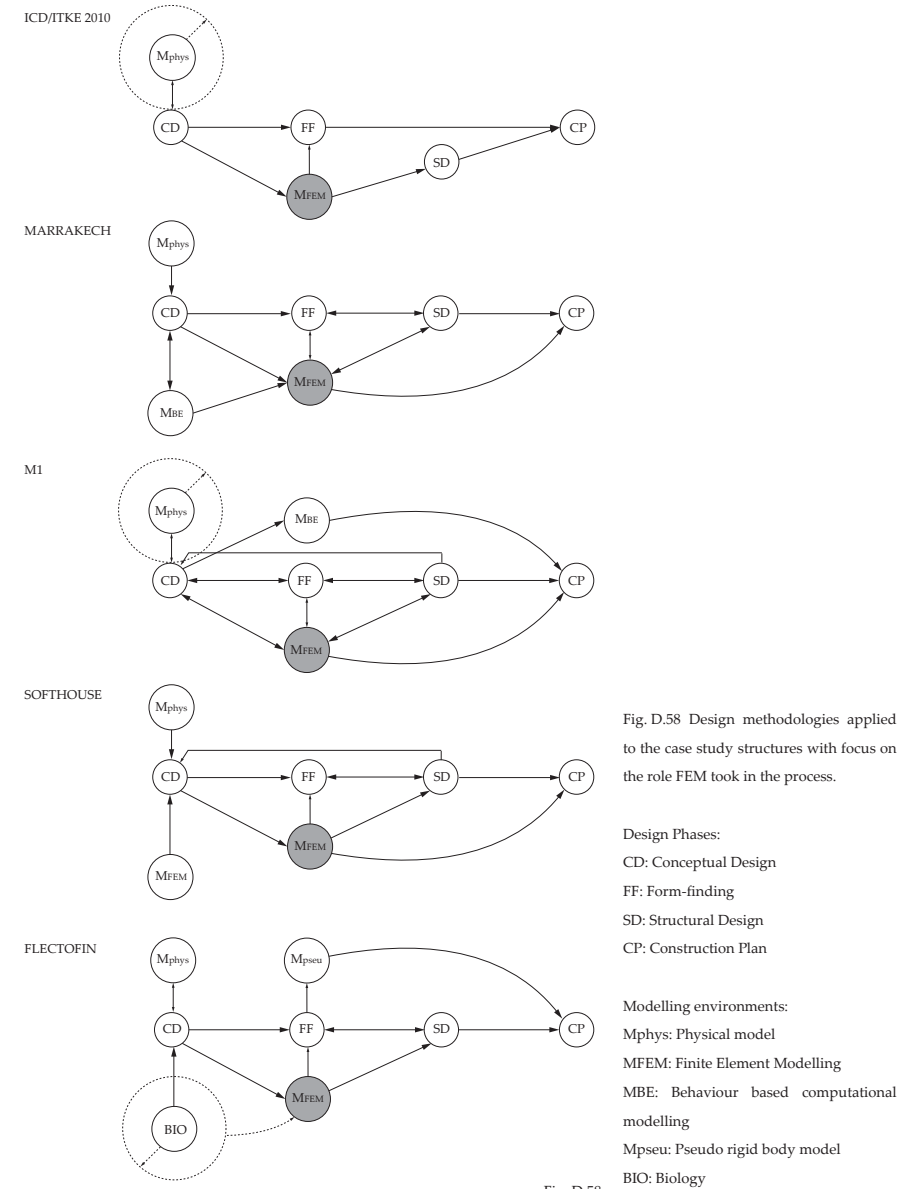 ICD/ITKE 2010
Mphys
CD
FF
CP
SD
MFEM
MARRAKECH
Mphys
CD
FF
SD
CP
MFEM
MBE
M1
Mphys
MBE
CD
FF
SD
CP
MFEM
SOFTHOUSE
Mphys
CD
FF
SD
CP
MFEM
MFEM
FLECTOFIN
Mphys
Mpseu
CD
FF
SD
CP
MFEM
BIO
Fig. D.58 Design methodologies applied
to the case study structures with focus on
the role FEM took in the process.
Design Phases:
CD: Conceptual Design
FF: Form-finding
SD: Structural Design
CP: Construction Plan
Modelling environments:
Mphys: Physical model
MFEM: Finite Element Modelling
MBE: Behaviour based computational
modelling
Mpseu: Pseudo rigid body model
BIO: Biology
Fig. D.58